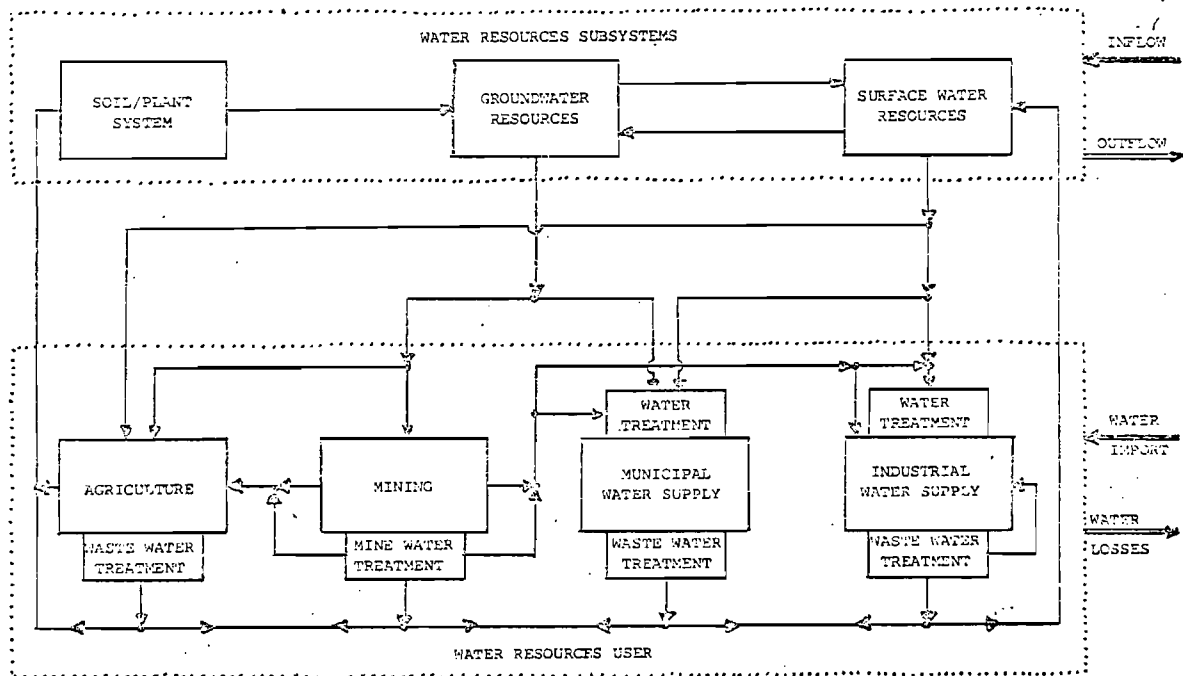 WATER RESOURCES SUBSYSTEMS
INFLOW
SOIL/PLANT
SYSTEM
GROUNDWATER
RESOURCES
SURFACE WATER
RESOURCES
OUTFLOW
WATER
TREATMENT
WATER
TREATMENT
WATER
IMPORT
AGRICULTURE
MINING
MUNICIPAL
WATER SUPPLY
INDUSTRIAL
WATER SUPPLY
WATER
LOSSES
WASTE WATER
TREATMENT
MINE WATER
TREATMENT
WASTE WATER
TREATMENT
WASTE WATER
TREATMENT
WATER RESOURCES USER